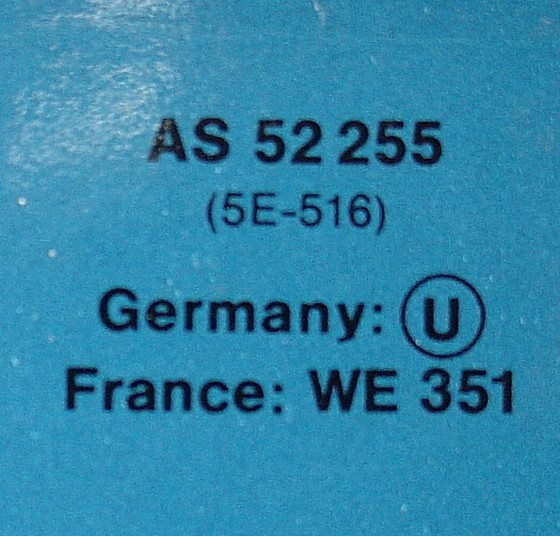 AS 52 255
(5E-516)
Germany: U
France: WE 351